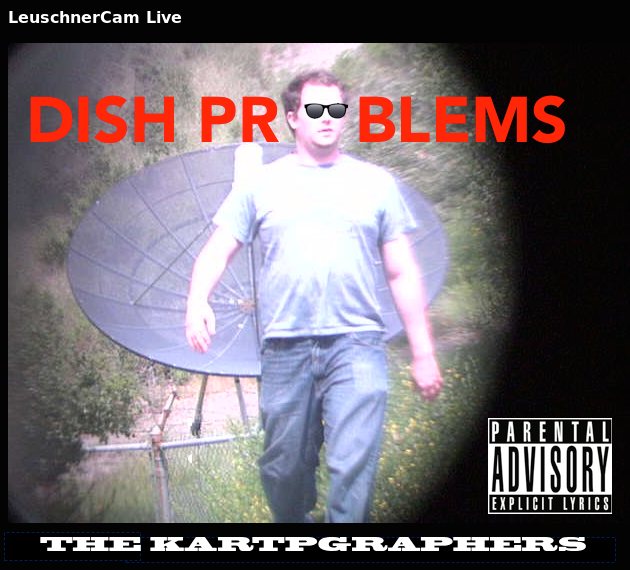 LeuschnerCam Live
DISH PR BLEMS
PARENTAL
ADVISORY
EXPLICIT LYRICS
THE KARTPGRAPHERS